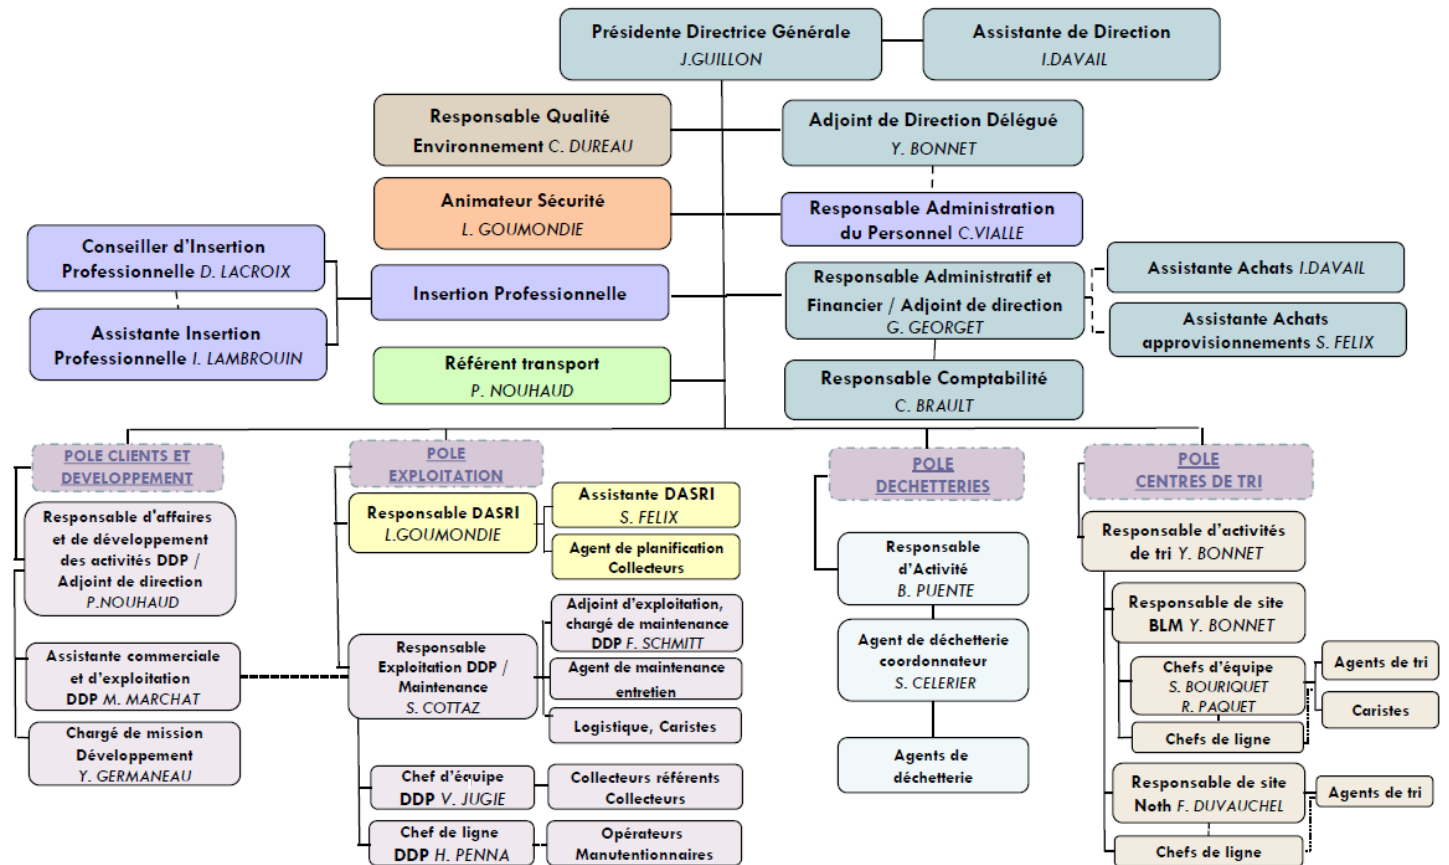 Présidente Directrice Générale
J.GUILLON
Assistante de Direction
I.DAVAIL
Responsable Qualité
Environnement C. DUREAU
Adjoint de Direction Délégué
Y. BONNET
Animateur Sécurité
L. GOUMONDIE
Responsable Administration
du Personnel C.VIALLE
Conseiller d'Insertion
Professionnelle D. LACROIX
Assistante Insertion
Professionnelle I. LAMBROUIN
Insertion Professionnelle
Responsable Administratif et
Financier / Adjoint de direction
G. GEORGET
Assistante Achats I.DAVAIL
Assistante Achats
approvisionnements S. FELIX
Référent transport
P. NOUHAUD
Responsable Comptabilité
C. BRAULT
POLE CLIENTS ET
DEVELOPPEMENT
Responsable d'affaires
et de développement
des activités DDP /
Adjoint de direction
P.NOUHAUD
Assistante commerciale
et d'exploitation
DDP M. MARCHAT
Chargé de mission
Développement
Y. GERMANEAU
POLE
EXPLOITATION
Responsable DASRI
L.GOUMONDIE
Assistante DASRI
S. FELIX
Agent de planification
Collecteurs
Responsable
Exploitation DDP /
Maintenance
S. COTTAZ
Adjoint d'exploitation,
chargé de maintenance
DDP F. SCHMITT
Agent de maintenance
entretien
Logistique, Caristes
Chef d'équipe
DDP V. JUGIE
Collecteurs référents
Collecteurs
Chef de ligne
DDP H. PENNA
Opérateurs
Manutentionnaires
POLE
DECHETTERIES
Responsable
d'Activité
B. PUENTE
Agent de déchetterie
coordonnateur
S. CELERIER
Agents de
déchetterie
POLE
CENTRES DE TRI
Responsable d'activités
de tri Y. BONNET
Responsable de site
BLM Y. BONNET
Chefs d'équipe
S. BOURIQUET
R. PAQUET
Agents de tri
Caristes
Chefs de ligne
Responsable de site
Noth F. DUVAUCHEL
Agents de tri
Chefs de ligne